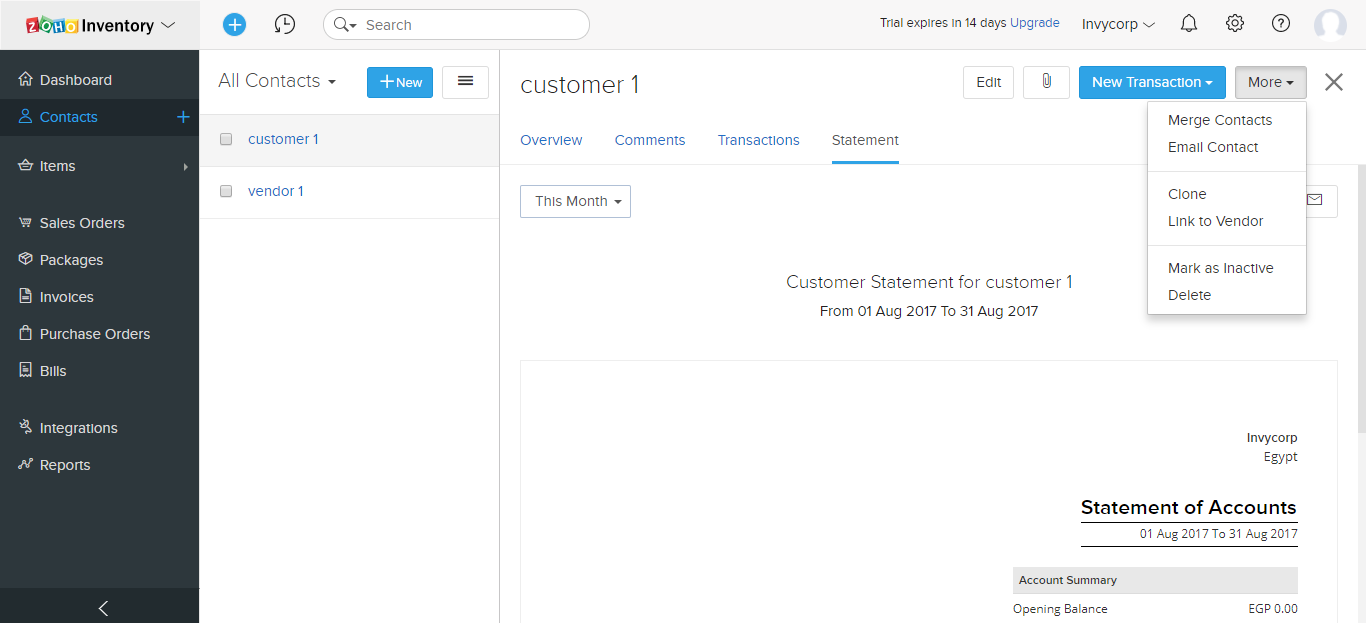 ZOHO Inventory
Search
Trial expires in 14 days Upgrade
Invycorp
Dashboard
Contacts
Items
Sales Orders
Packages
Invoices
Purchase Orders
Bills
Integrations
Reports
All Contacts
New
customer 1
vendor 1
customer 1
Edit
New Transaction
More
Overview
Comments
Transactions
Statement
Merge Contacts
Email Contact
Clone
Link to Vendor
Mark as Inactive
Delete
This Month
Customer Statement for customer 1
From 01 Aug 2017 To 31 Aug 2017
Invycorp
Egypt
Statement of Accounts
01 Aug 2017 To 31 Aug 2017
Account Summary
Opening Balance EGP 0.00